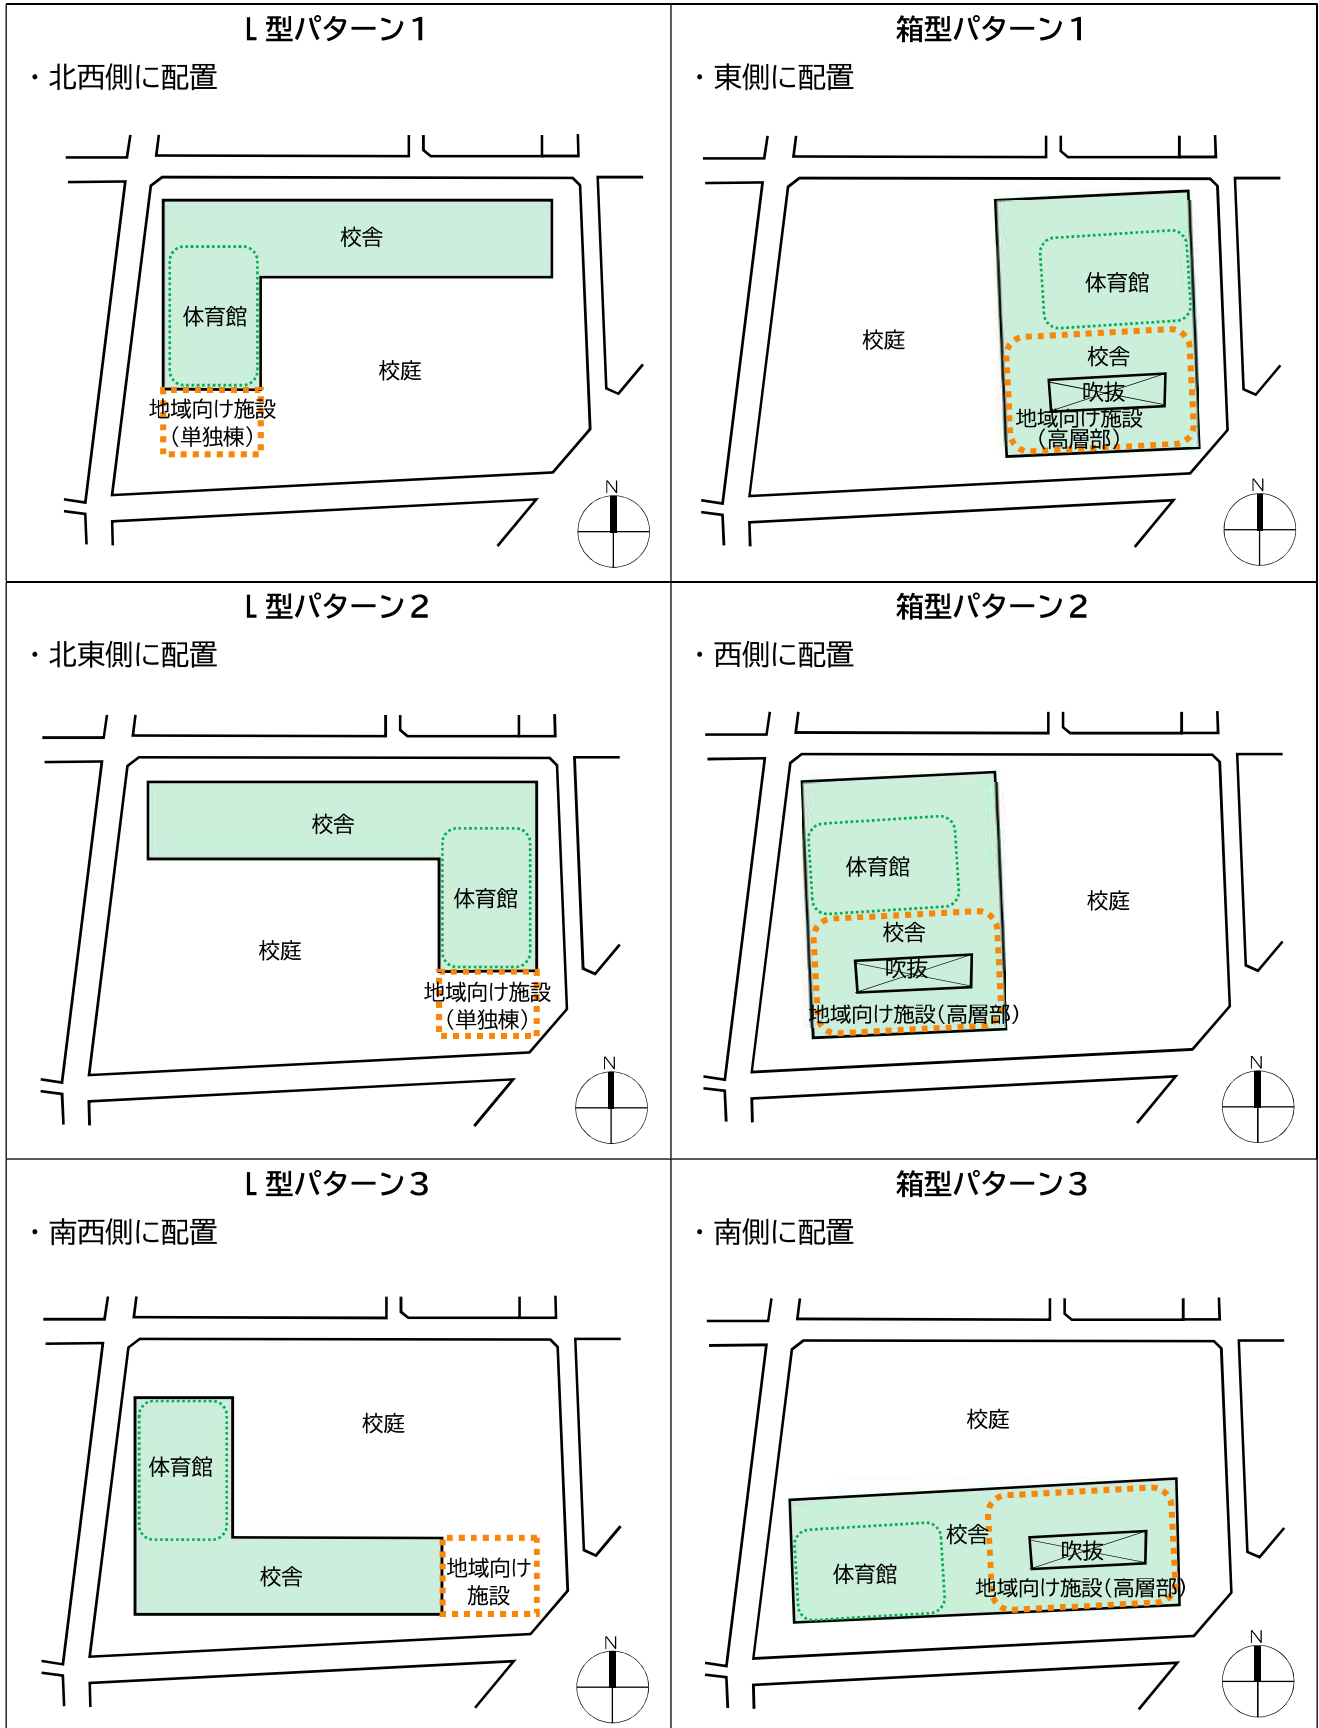 L型パターン1
・北西側に配置
校舎
体育館
校庭
地域向け施設
（単独棟）
N
箱型パターン1
・東側に配置
体育館
校庭
校舎
吹抜
地域向け施設
（高層部）
N
L型パターン2
・北東側に配置
校舎
体育館
校庭
地域向け施設
（単独棟）
N
箱型パターン2
・西側に配置
体育館
校庭
校舎
吹抜
地域向け施設（高層部）
N
L型パターン3
・南西側に配置
校庭
体育館
校舎
地域向け
施設
N
箱型パターン3
・南側に配置
校庭
校舎
吹抜
体育館
地域向け施設（高層部）
N